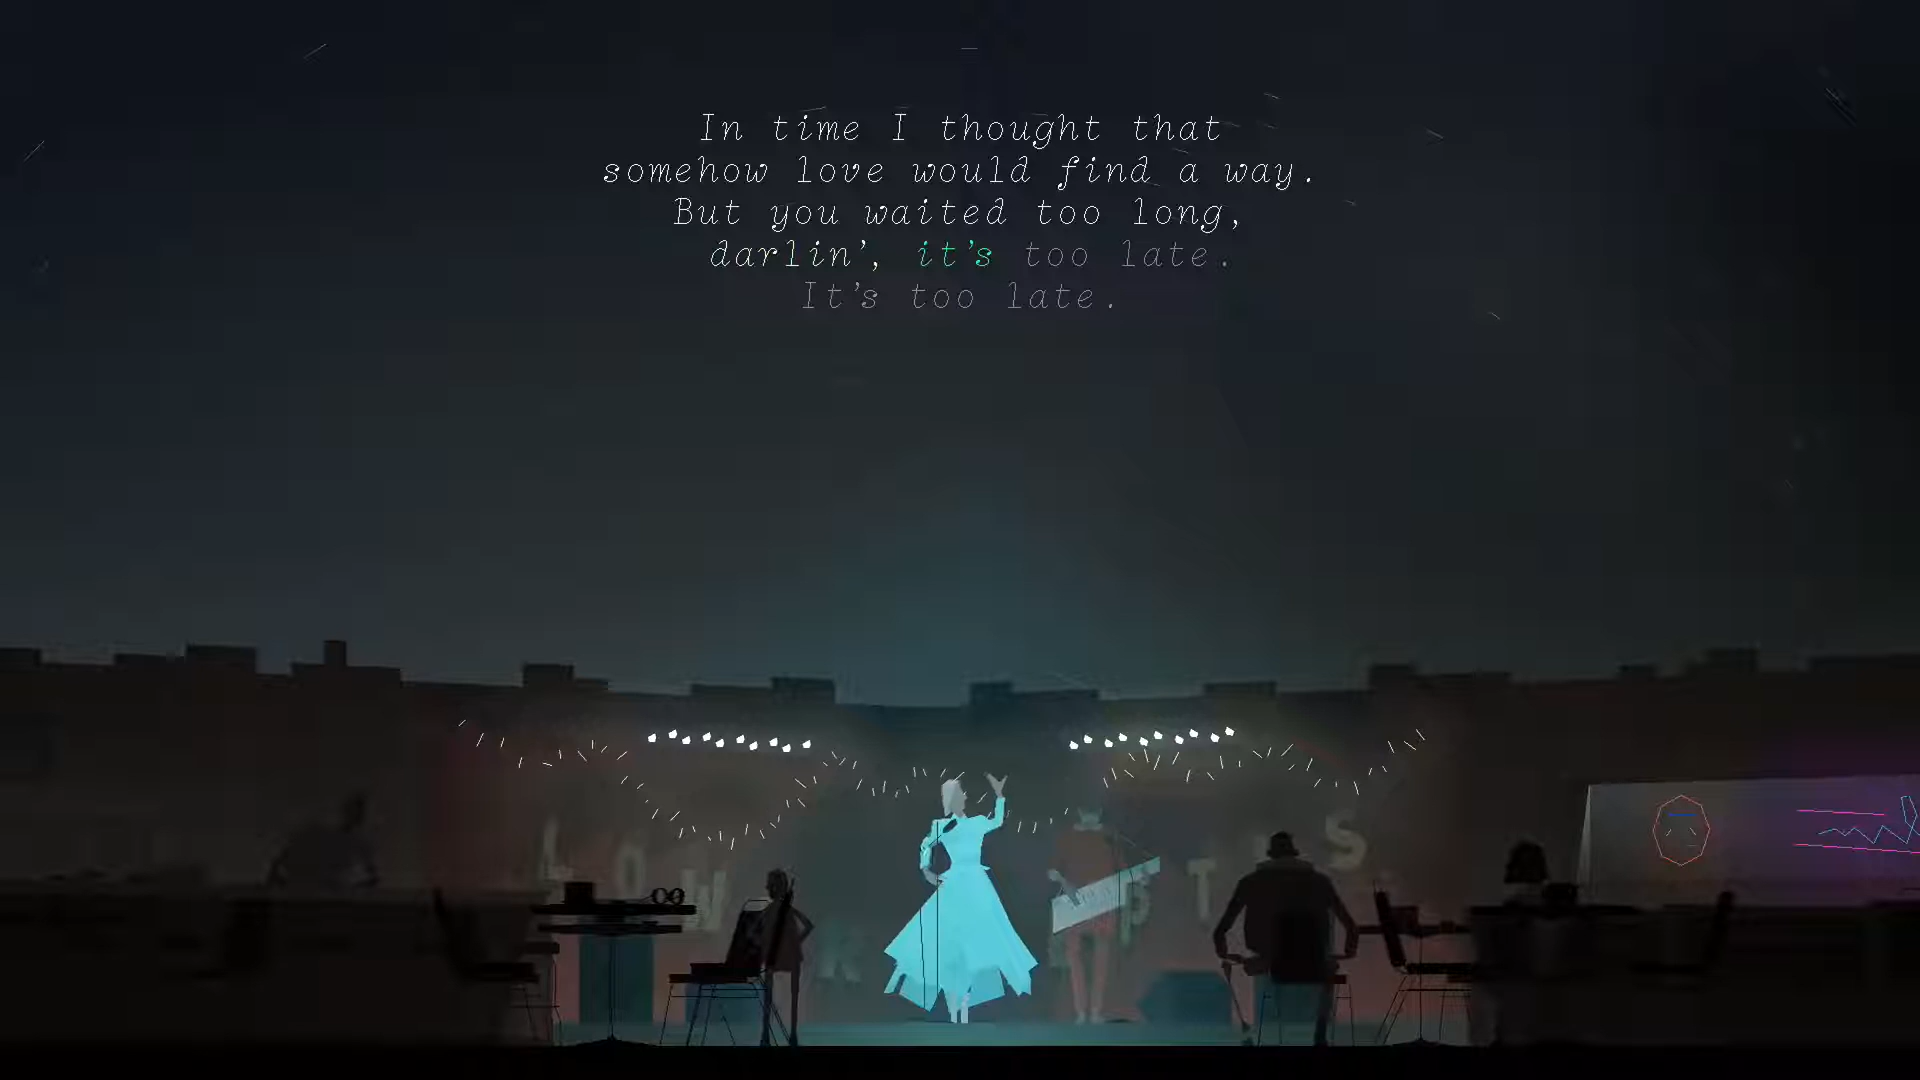 In time I thought that
somehow love would find a way.
But you waited too long,
darlin', it's too late.
It's too late.
LOW